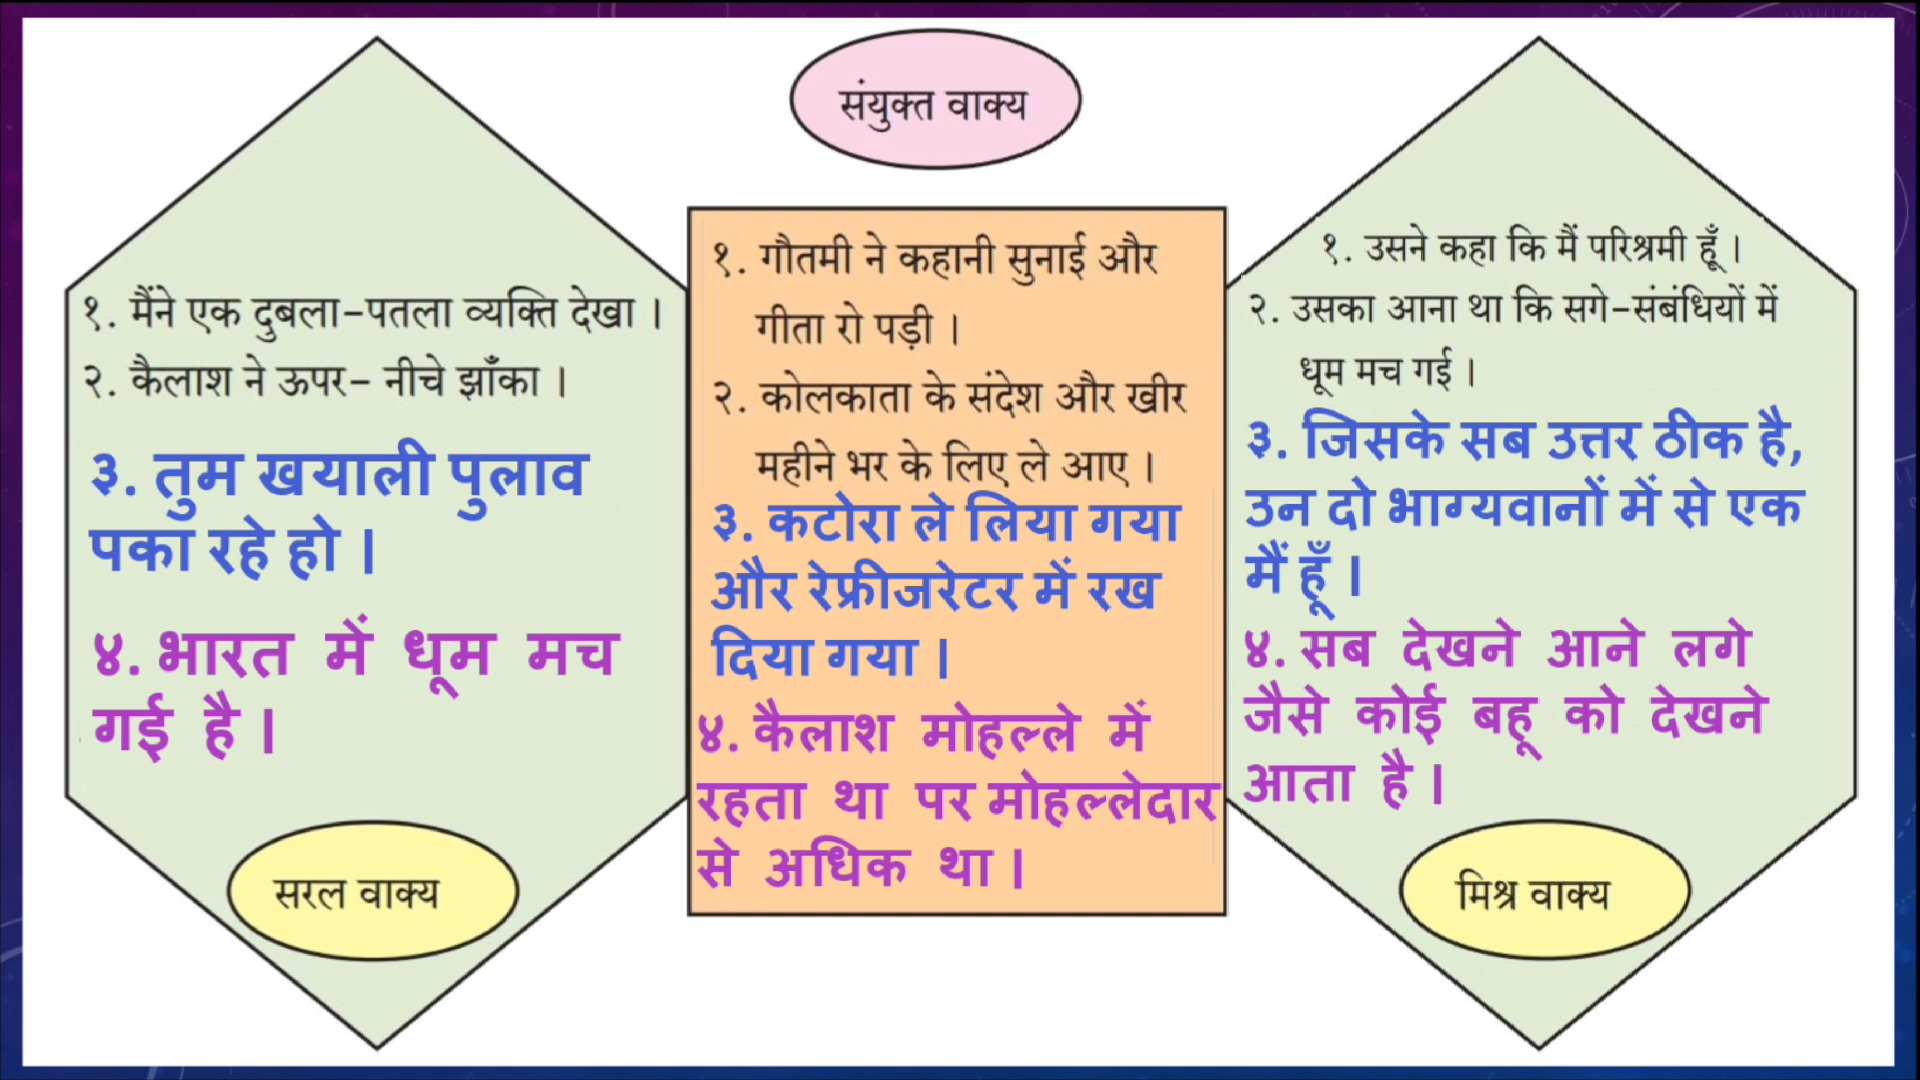 संयुक्त वाक्य
१. मैंने एक दुबला-पतला व्यक्ति देखा ।
२. कैलाश ने ऊपर- नीचे झाँका ।
३. तुम खयाली पुलाव
पका रहे हो ।
४. भारत में धूम मच
गई है ।
सरल वाक्य
१. गौतमी ने कहानी सुनाई और
गीता रो पड़ी ।
२. कोलकाता के संदेश और खीर
महीने भर के लिए ले आए ।
३. कटोरा ले लिया गया
और रेफ्रीजरेटर में रख
दिया गया ।
४. कैलाश मोहल्ले में
रहता था पर मोहल्लेदार
से अधिक था ।
१. उसने कहा कि मैं परिश्रमी हूँ ।
२. उसका आना था कि सगे-संबंधियों में
धूम मच गई ।
३. जिसके सब उत्तर ठीक है,
उन दो भाग्यवानों में से एक
मैं हूँ ।
४. सब देखने आने लगे
जैसे कोई बहू को देखने
आता है ।
मिश्र वाक्य